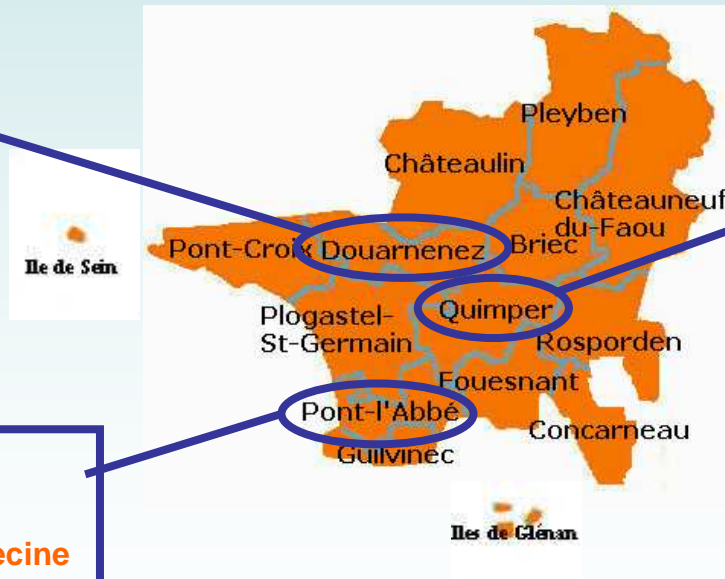 Pleyben
Châteaulin
Châteauneuf
du-Faou
Ile de Sein
Pont-Croix
Douarnenez
Briec
Quimper
Plogastel-
St-Germain
Rosporden
Fouesnant
Pont-l'Abbé
Concarneau
Guilvinec
Iles de Glénan
ecine